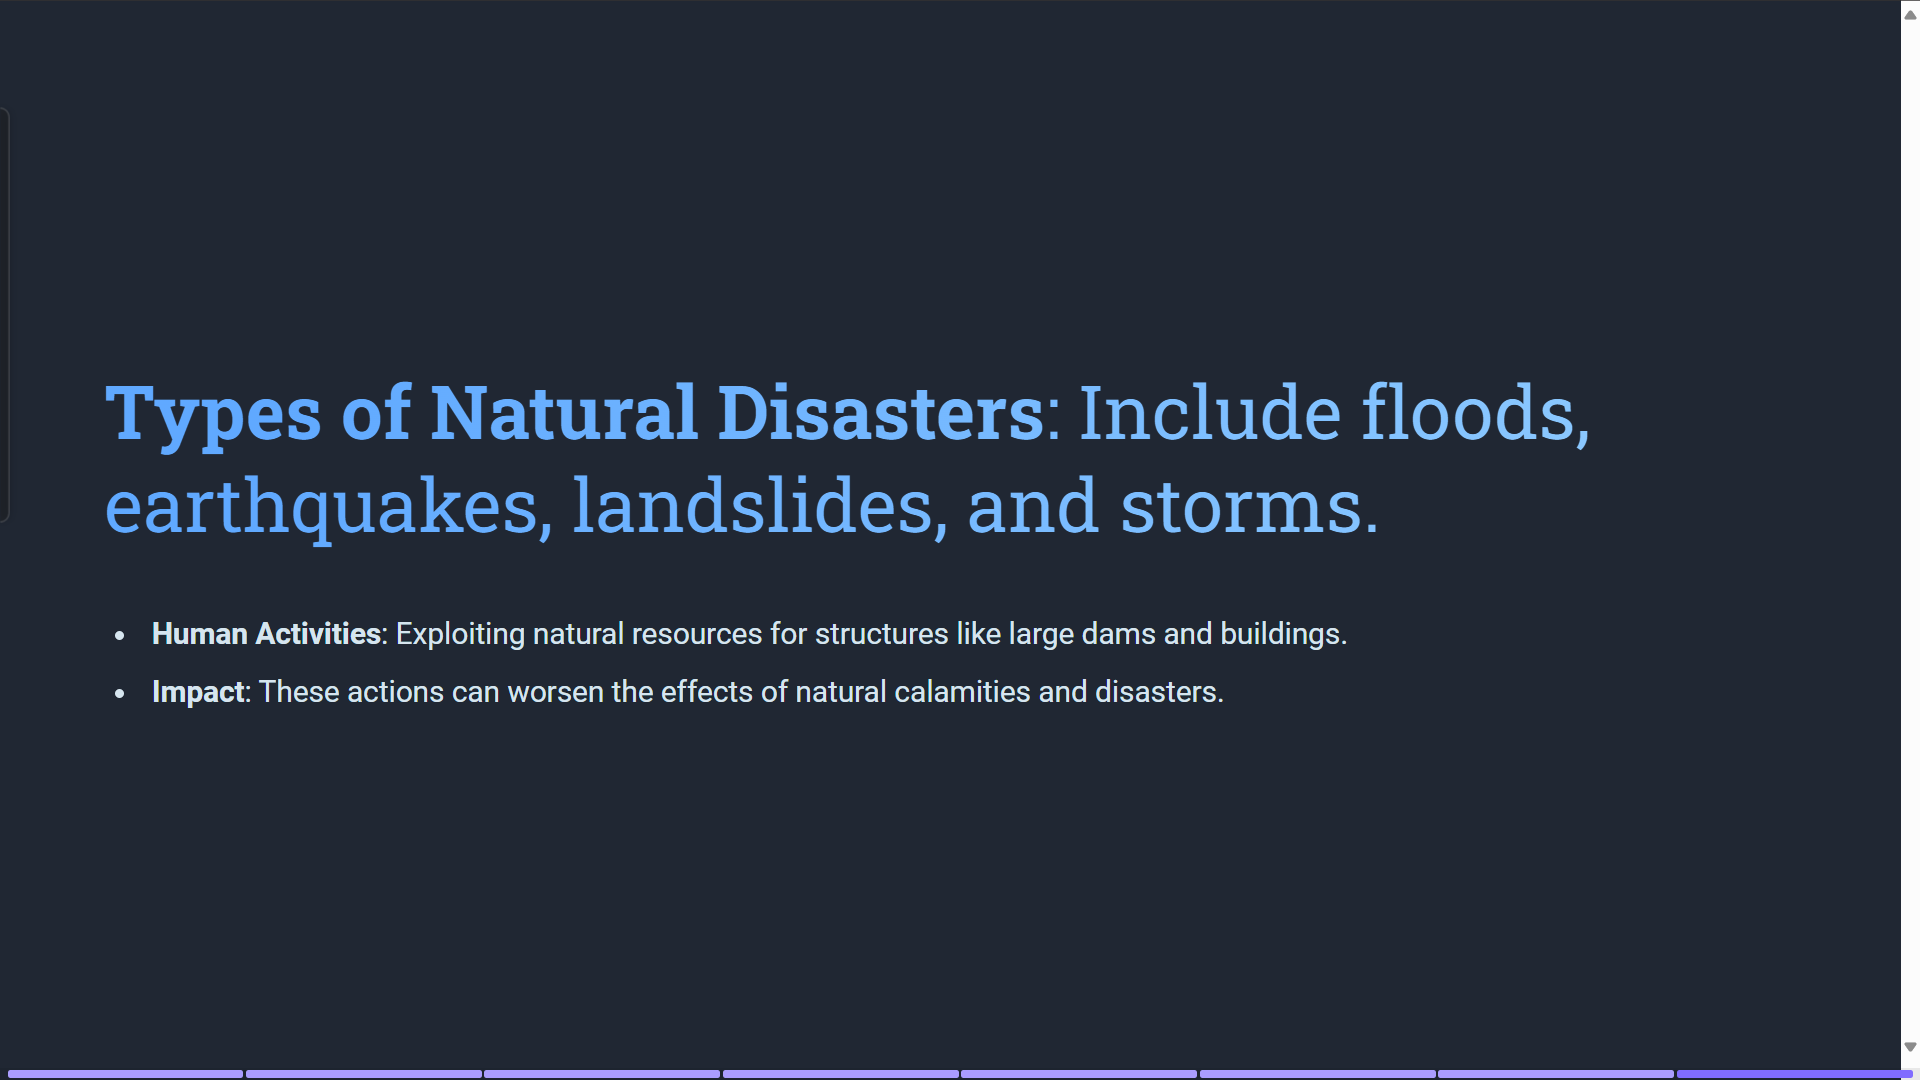 Types of Natural Disasters: Include floods,
earthquakes, landslides, and storms.
• Human Activities: Exploiting natural resources for structures like large dams and buildings.
• Impact: These actions can worsen the effects of natural calamities and disasters.